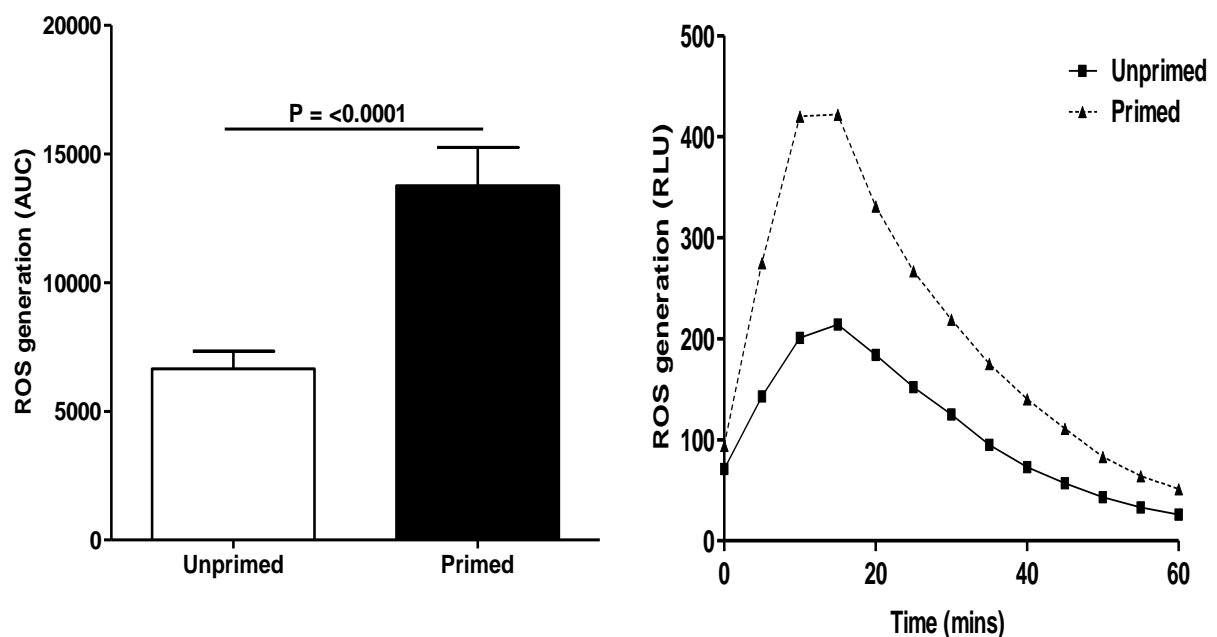 20000
15000
10000
5000
0
ROS generation (AUC)
P = <0.0001
Unprimed
Primed
500
400
300
200
100
0
ROS generation (RLU)
Unprimed
Primed
0
20
40
60
Time (mins)